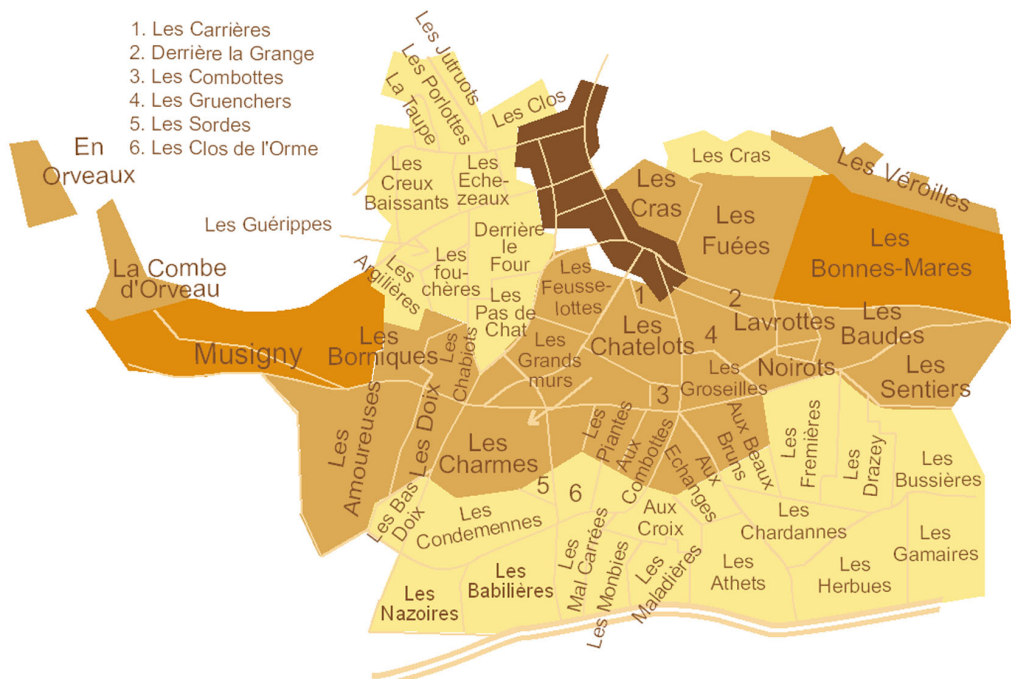 1. Les Carrières
2. Derrière la Grange
3. Les Combottes
4. Les Gruenchers
5. Les Sordes
6. Les Clos de l'Orme
En
Orveaux
La Combe
d'Orveau
Musigny
Les Jutruots
Les Porlottes
La Taupe
Les Clos
Les
Creux
Baissants
Les
Eche-
zeaux
Les Guérippes
Les
Argilières
Les
fou-
chères
Derrière
le
Four
Les
Pas de
Chat
Les
Feusse-
lottes
Les
Cras
Les Cras
Les Véroilles
Les
Fuées
Les
Bonnes-Mares
1
2
Les
Borniques
Les
Chabiots
Les
Grands
murs
Les
Chatelots
4
Lavrottes
Les
Baudes
Les
Groseilles
Noirots
Les
Sentiers
3
Les
Amoureuses
Les Doix
Les
Charmes
Les
Plantes
Aux
Combottes
Aux
Echanges
Aux Beaux
Bruns
Les
Fremières
Les
Drazey
Les
Bussières
5
6
Les Bas
Doix
Les
Condemennes
Aux
Croix
Les
Chardannes
Les
Gamaires
Les
Nazoires
Les
Babilières
Les
Mal Carrées
Les Monbies
Les
Maladières
Les
Athets
Les
Herbues